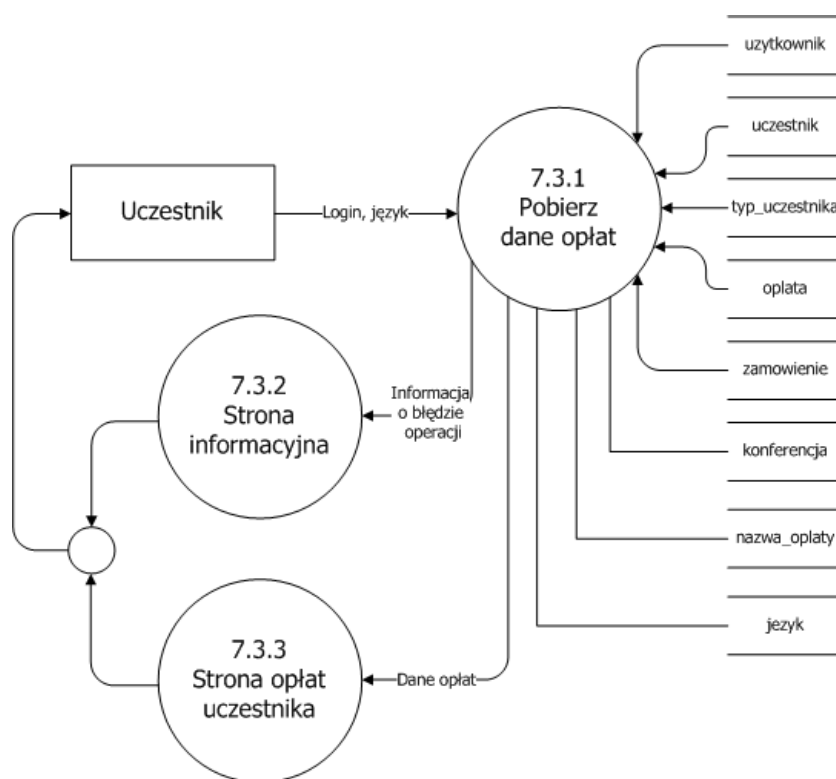 uzytkownik
uczestnik
7.3.1
Pobierz
dane opłat
Uczestnik
Login, język
typ_uczestnika
oplata
zamowienie
7.3.2
Strona
informacyjna
Informacja
o błędzie
operacji
konferencja
nazwa_oplaty
jezyk
7.3.3
Strona opłat
uczestnika
Dane opłat